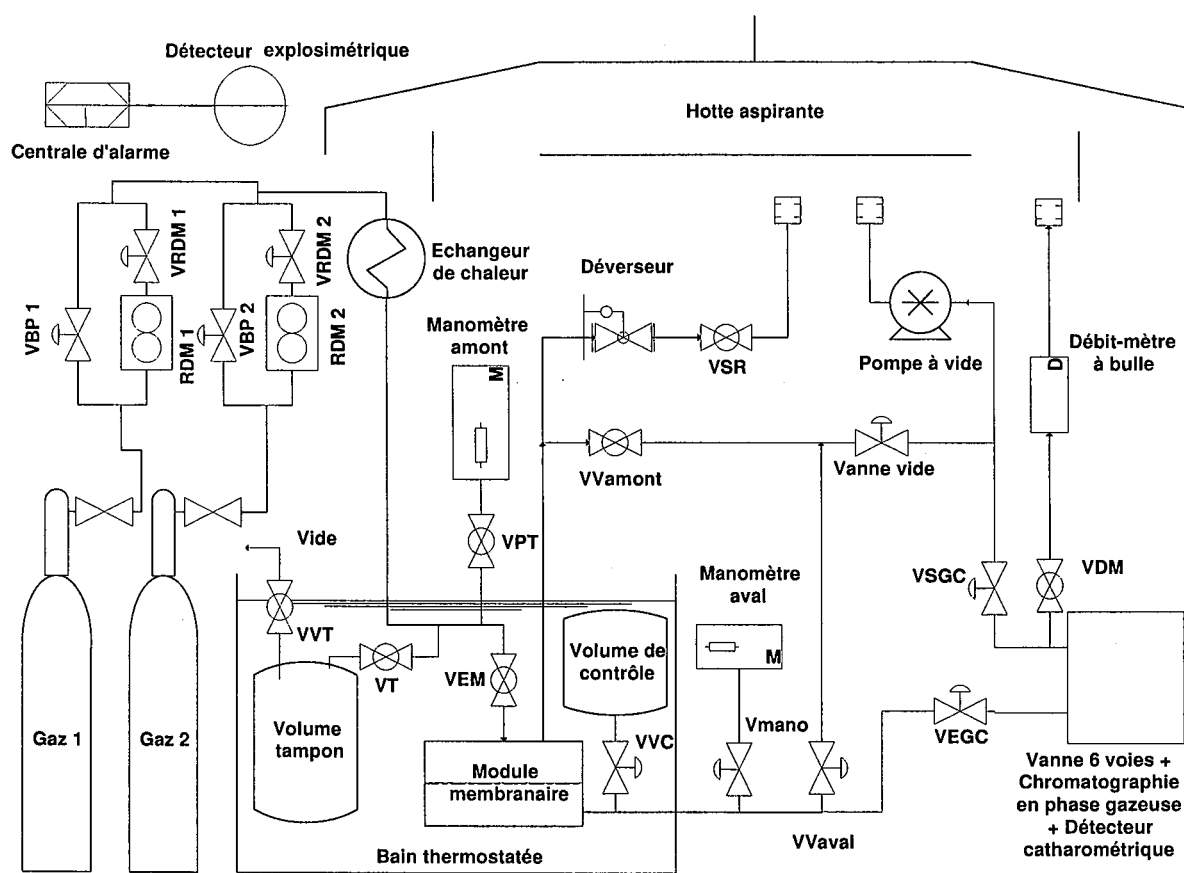 Détecteur explosimétrique
Hotte aspirante
Centrale d'alarme
VRDM 1
VRDM 2
Echangeur
de chaleur
Déverseur
VBP 1
RDM 1
VBP 2
RDM 2
Manomètre
amont
M
VSR
Pompe à vide
D
Débit-mètre
à bulle
VVamont
Vanne vide
Vide
VPT
Manomètre
aval
VSGC
VDM
VVT
M
VT
VEM
Volume de
contrôle
Gaz 1
Gaz 2
Volume
tampon
VVC
Vmano
VEGC
Module
membranaire
Vanne 6 voies +
Chromatographie
en phase gazeuse
+ Détecteur
catharométrique
Bain thermostatée
VVaval